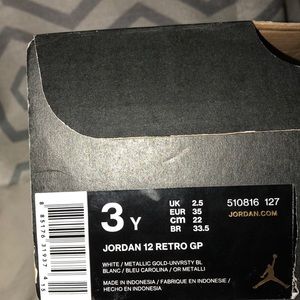 3 Y
UK 2.5
EUR 35
cm 22
BR 33.5
510816 127
JORDAN.COM
JORDAN 12 RETRO GP
WHITE / METALLIC GOLD-UNVRSTY BL
BLANC / BLEU CAROLINA / OR METALLI
MADE IN INDONESIA / FABRIQUE EN INDONESIE /
HECHO EN INDONESIA